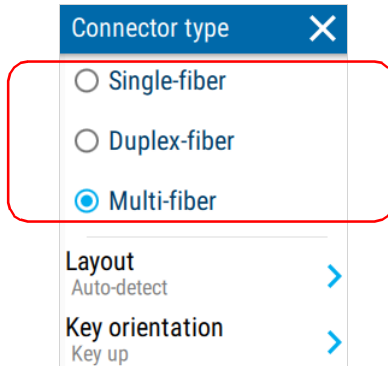 Connector type
Single-fiber
Duplex-fiber
Multi-fiber
Layout
Auto-detect
Key orientation
Key up